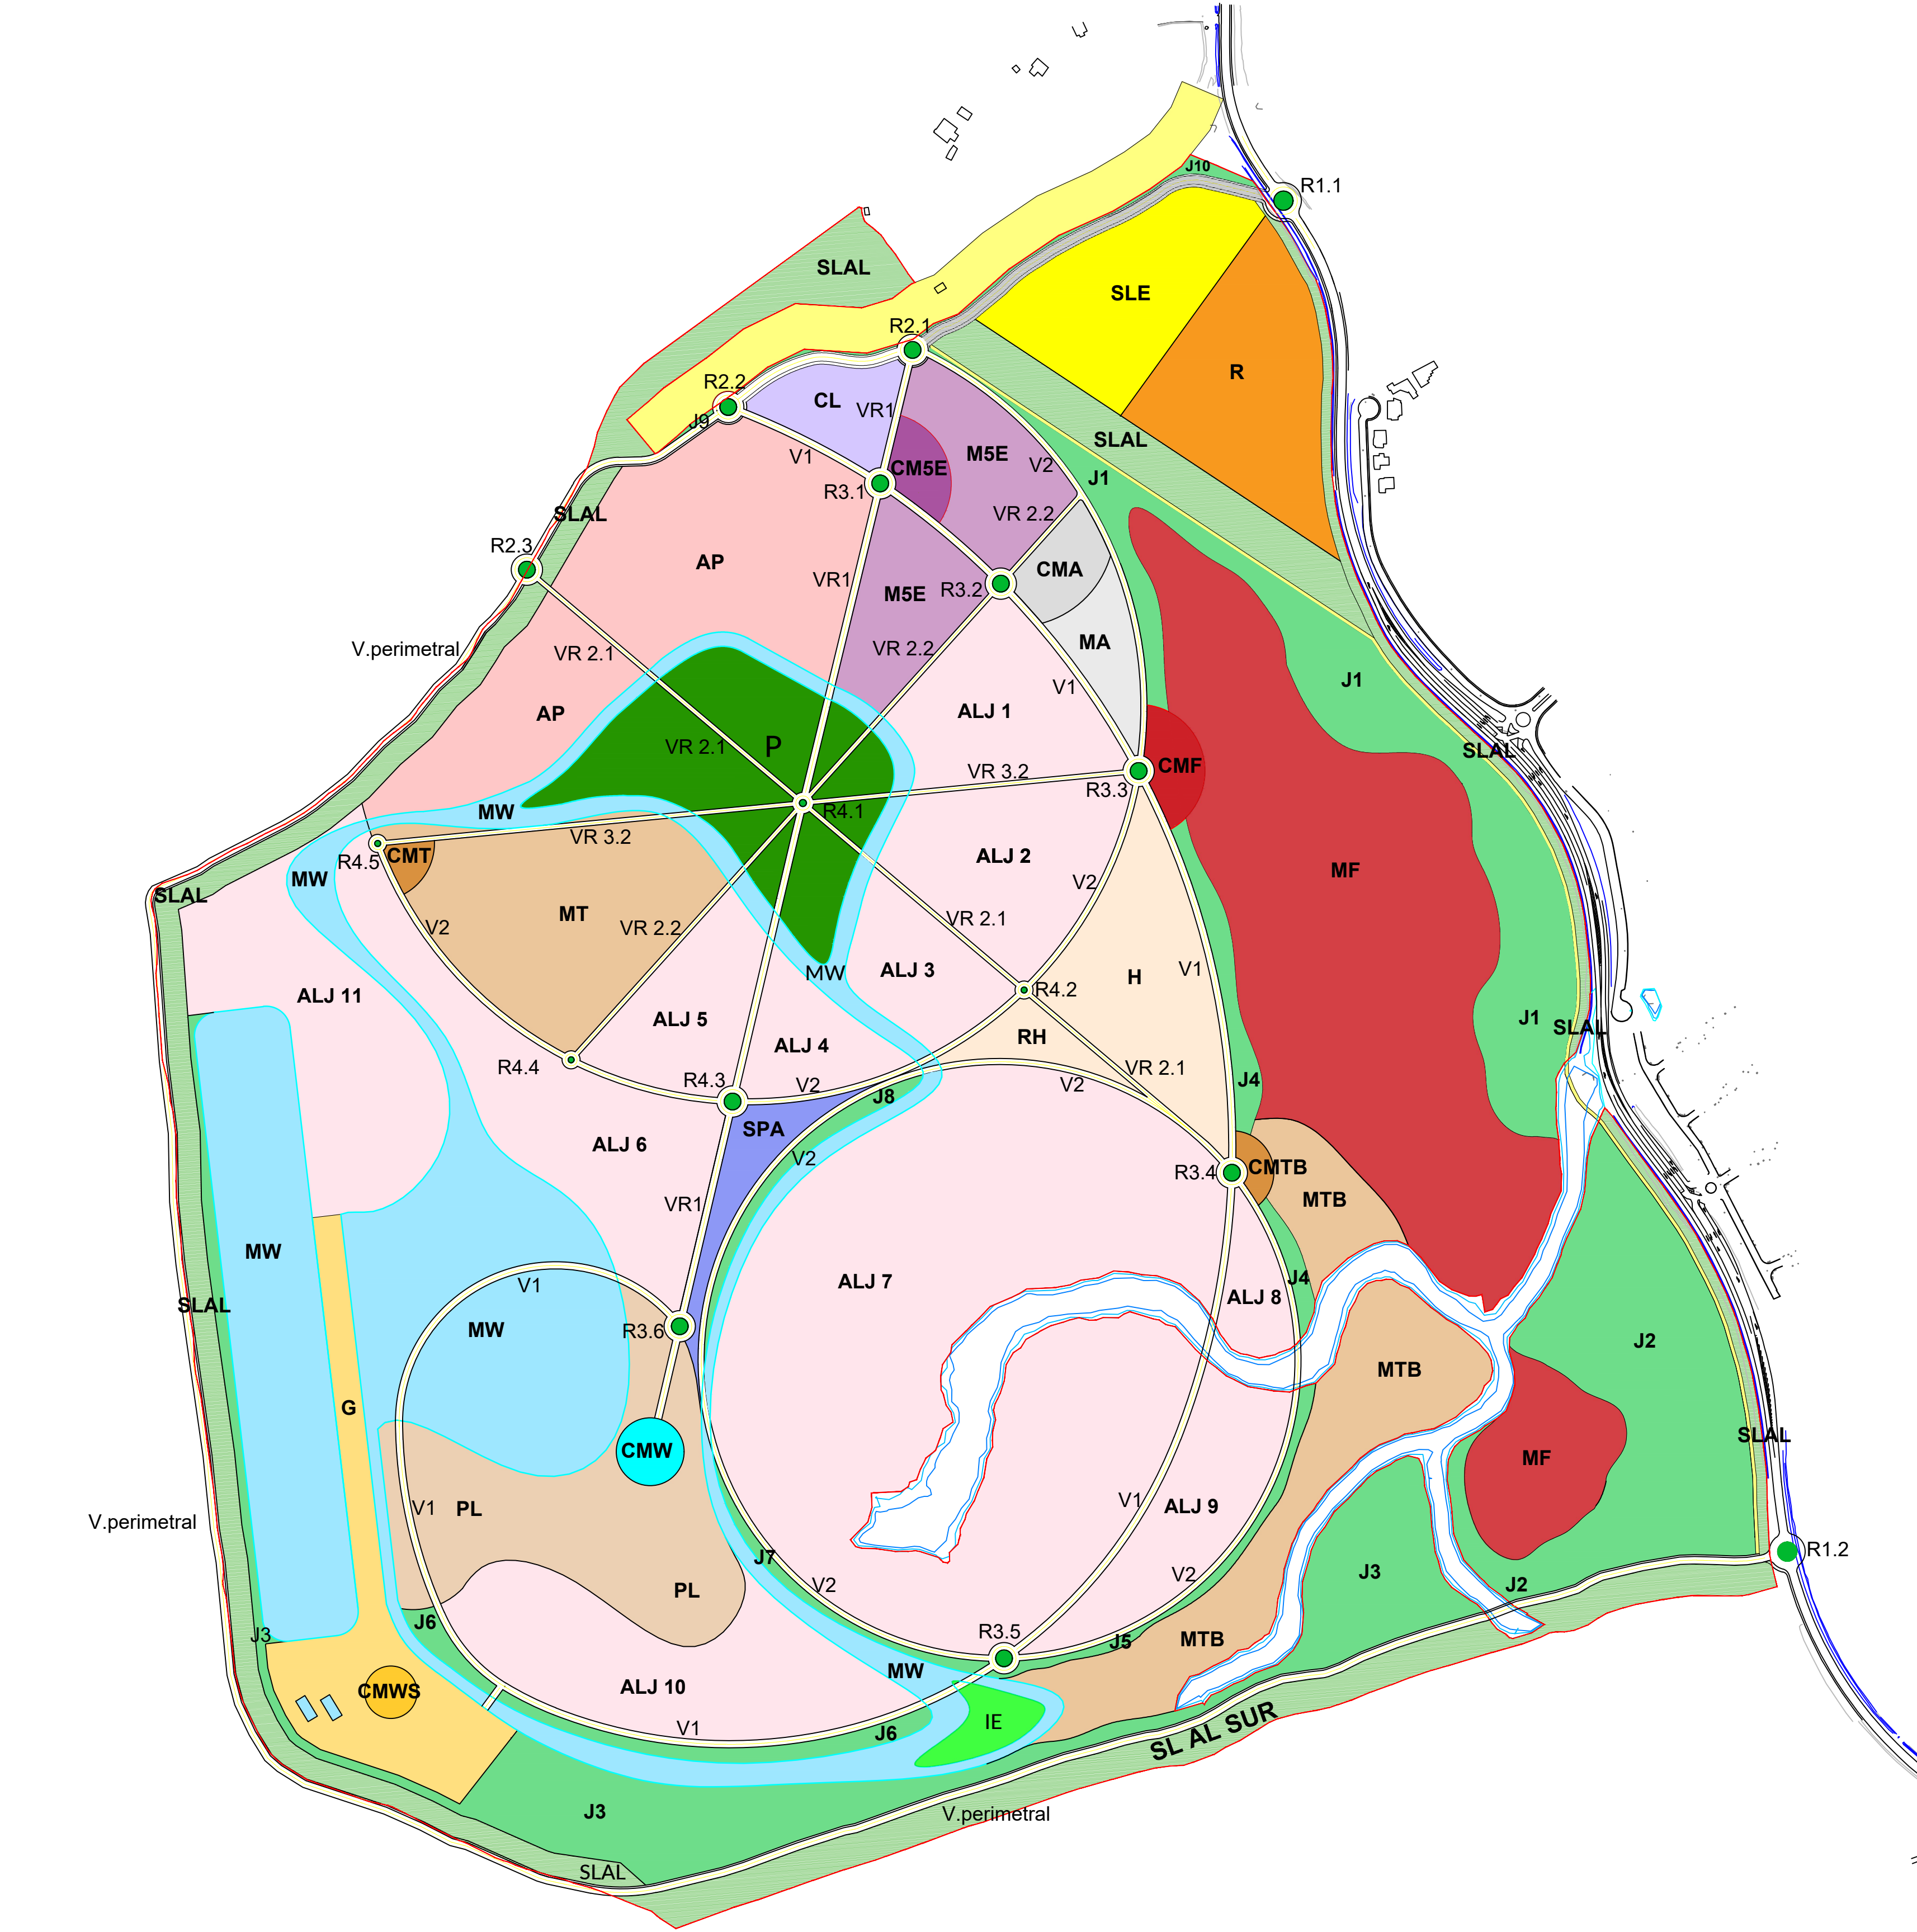 J10
R1.1
SLAL
SLE
R2.1
R
R2.2
CL
VR1
J9
SLAL
V1
CM5E
M5E
V2
J1
R3.1
SLAL
VR 2.2
R2.3
AP
VR1
M5E
R3.2
CMA
V.perimetral
VR 2.1
VR 2.2
MA
J1
V1
AP
ALJ 1
VR 2.1
P
SLAL
VR 3.2
CMF
R3.3
MW
R4.1
VR 3.2
CMT
R4.5
ALJ 2
MF
MW
V2
SLAL
MT
VR 2.1
V2
VR 2.2
MW
ALJ 3
H
V1
ALJ 11
R4.2
J1
SLAL
ALJ 5
RH
ALJ 4
R4.4
VR 2.1
R4.3
V2
V2
J4
J8
SPA
ALJ 6
V2
CMTB
R3.4
MTB
VR1
MW
ALJ 7
J4
V1
ALJ 8
SLAL
MW
R3.6
J2
MTB
G
SLAL
CMW
MF
V1
PL
V1
ALJ 9
V.perimetral
R1.2
J7
J3
V2
V2
J2
PL
J6
R3.5
J3
J5
MTB
MW
ALJ 10
CMWS
IE
SL AL SUR
V1
J6
J3
V.perimetral
SLAL